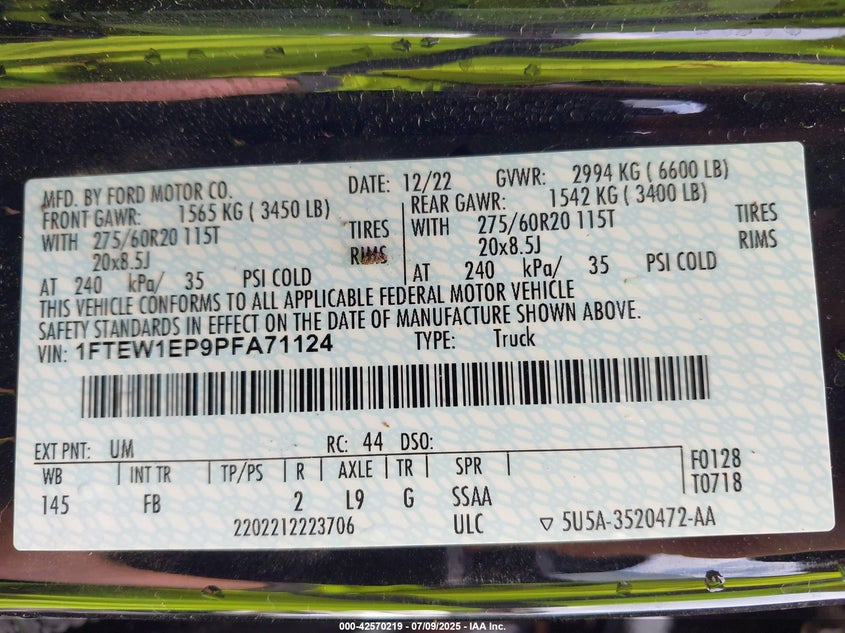 MFD. BY FORD MOTOR CO. DATE: 12/22 GVWR: 2994 KG ( 6600 LB)
FRONT GAWR: 1565 KG ( 3450 LB) REAR GAWR: 1542 KG ( 3400 LB)
WITH 275/60R20 115T TIRES WITH 275/60R20 115T TIRES
20x8.5J RIMS 20x8.5J RIMS
AT 240 kPa/ 35 PSI COLD AT 240 kPa/ 35 PSI COLD
THIS VEHICLE CONFORMS TO ALL APPLICABLE FEDERAL MOTOR VEHICLE
SAFETY STANDARDS IN EFFECT ON THE DATE OF MANUFACTURE SHOWN ABOVE.
VIN: 1FTEW1EP9PFA71124 TYPE: Truck
EXT PNT: UM RC: 44 DSO:
WB INT TR TP/PS R AXLE TR SPR F0128
145 FB 2 L9 G SSAA T0718
2202212223706 ULC ▽ 5U5A-3520472-AA
000-42570219 - 07/09/2025 - IAA Inc.